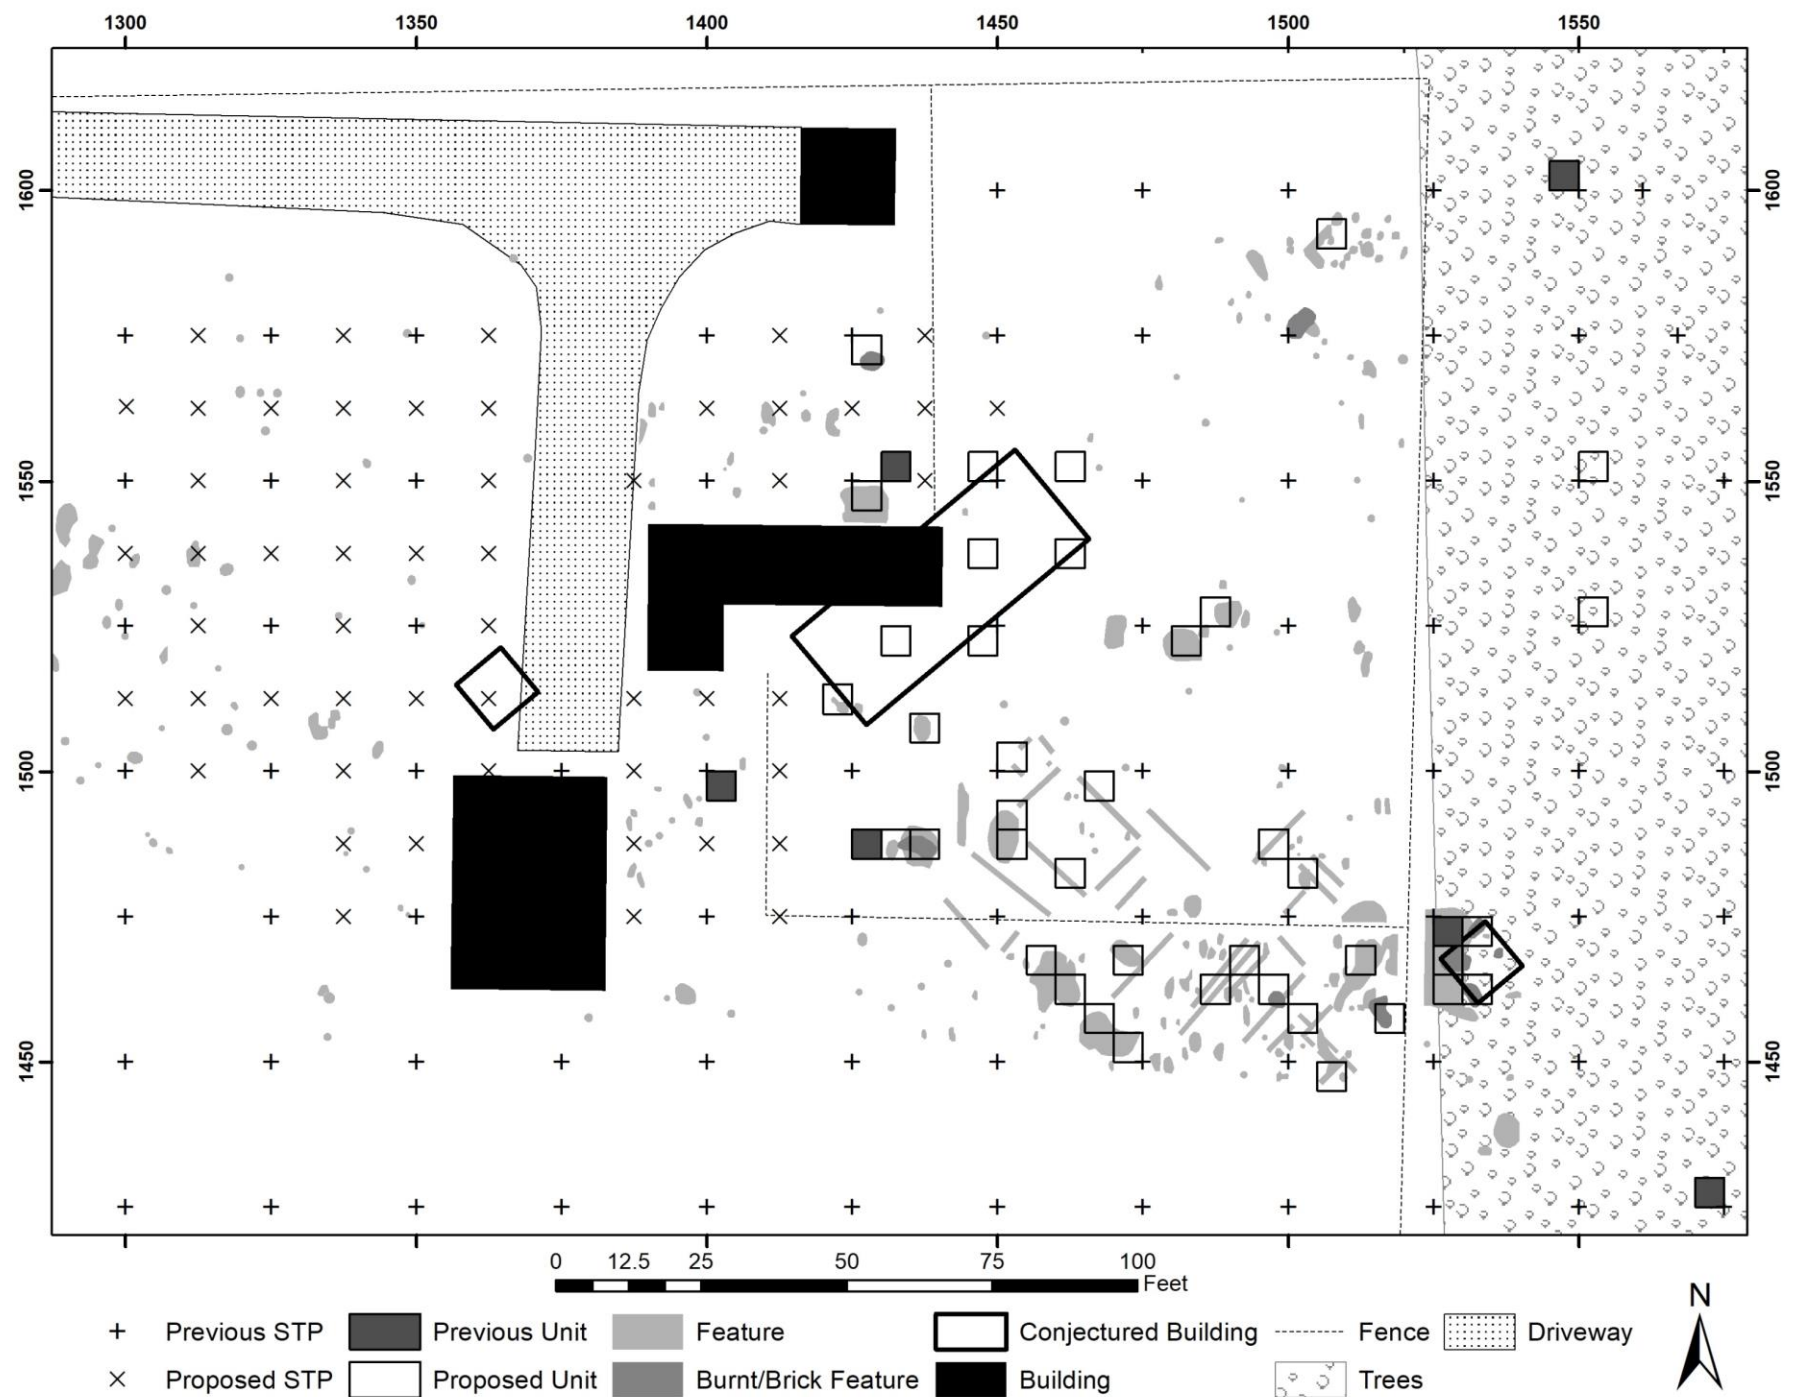 1300 1350 1400 1450 1500 1550
1600 1600
1550 1550
1500 1500
1450 1450
0 12.5 25 50 75 100
Feet
N
Previous STP Previous Unit Feature Conjectured Building Fence Driveway
Proposed STP Proposed Unit Burnt/Brick Feature Building Trees